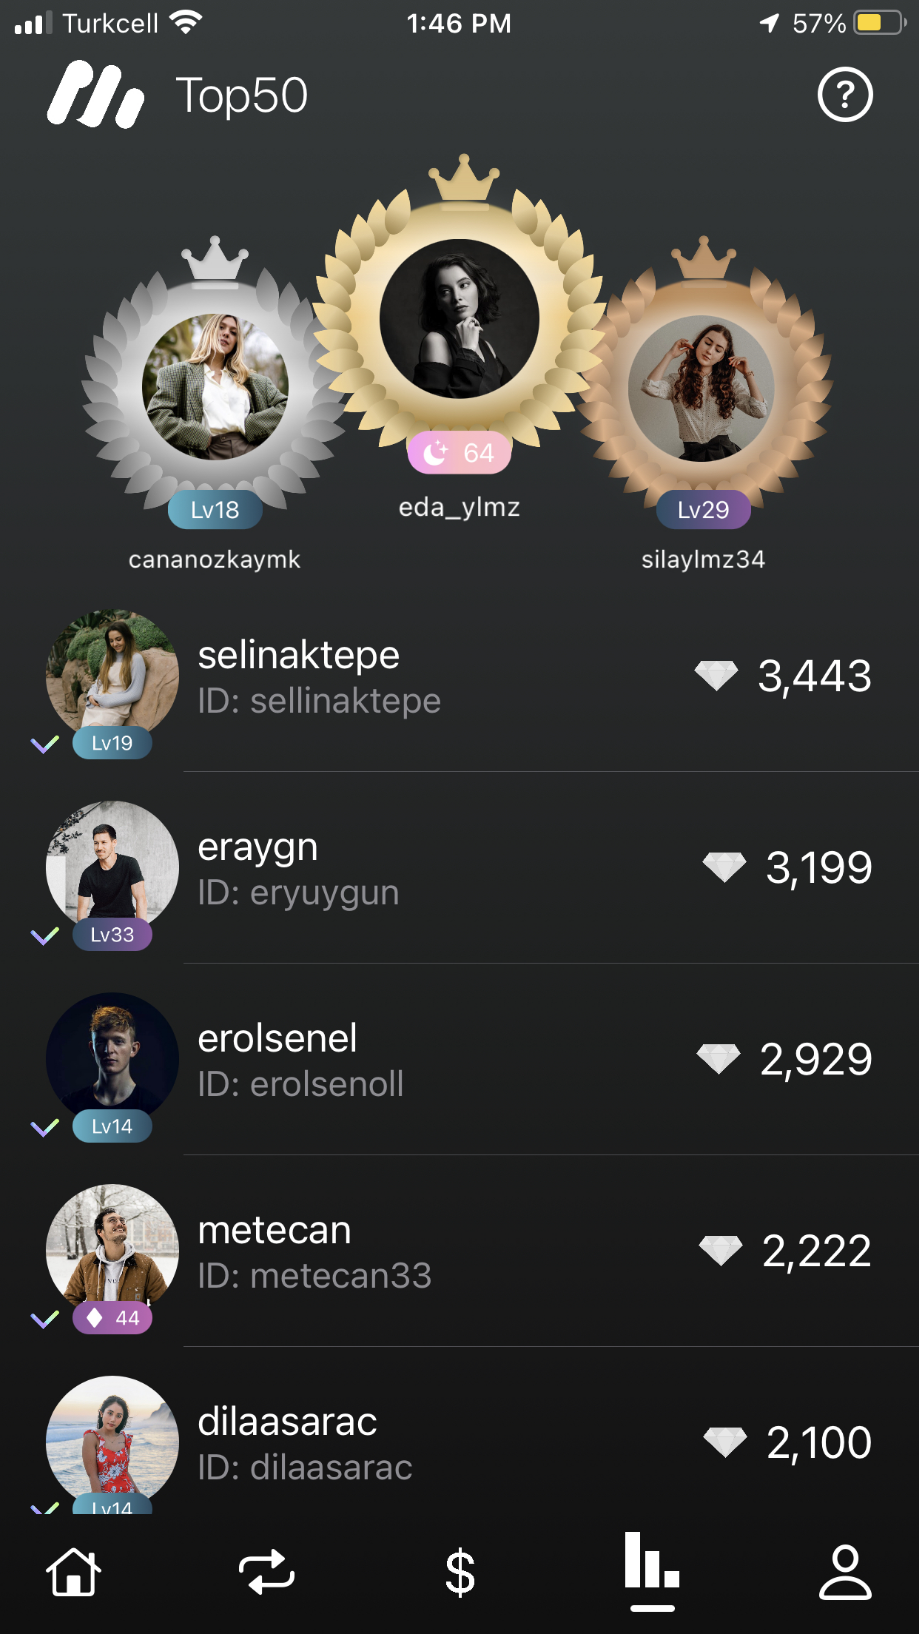 Turkcell 1:46 PM 57%
Top50 ?
64
eda_ylmz
Lv18
cananozkaymk
Lv29
silaylmz34
selinaktepe
ID: sellinaktepe
Lv19
3,443
eraygn
ID: eryuygun
Lv33
3,199
erolsenel
ID: erolsenoll
Lv14
2,929
metecan
ID: metecan33
44
2,222
dilaasarac
ID: dilaasarac
Lv14
2,100
$